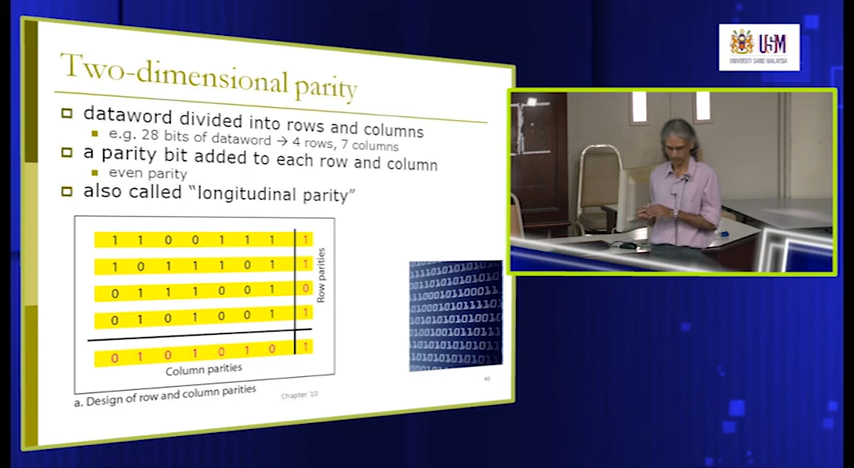 Two-dimensional parity
dataword divided into rows and columns
e.g. 28 bits of dataword → 4 rows, 7 columns
a parity bit added to each row and column
even parity
also called “longitudinal parity”
1 1 0 0 1 1 1 1
1 0 1 1 1 0 1 1
0 1 1 1 0 0 1 0
0 1 0 1 0 0 1 1
0 1 0 1 0 1 0 1
Row parities
Column parities
a. Design of row and column parities
Chapter 10
46
USM
UNIVERSITI SAINS MALAYSIA